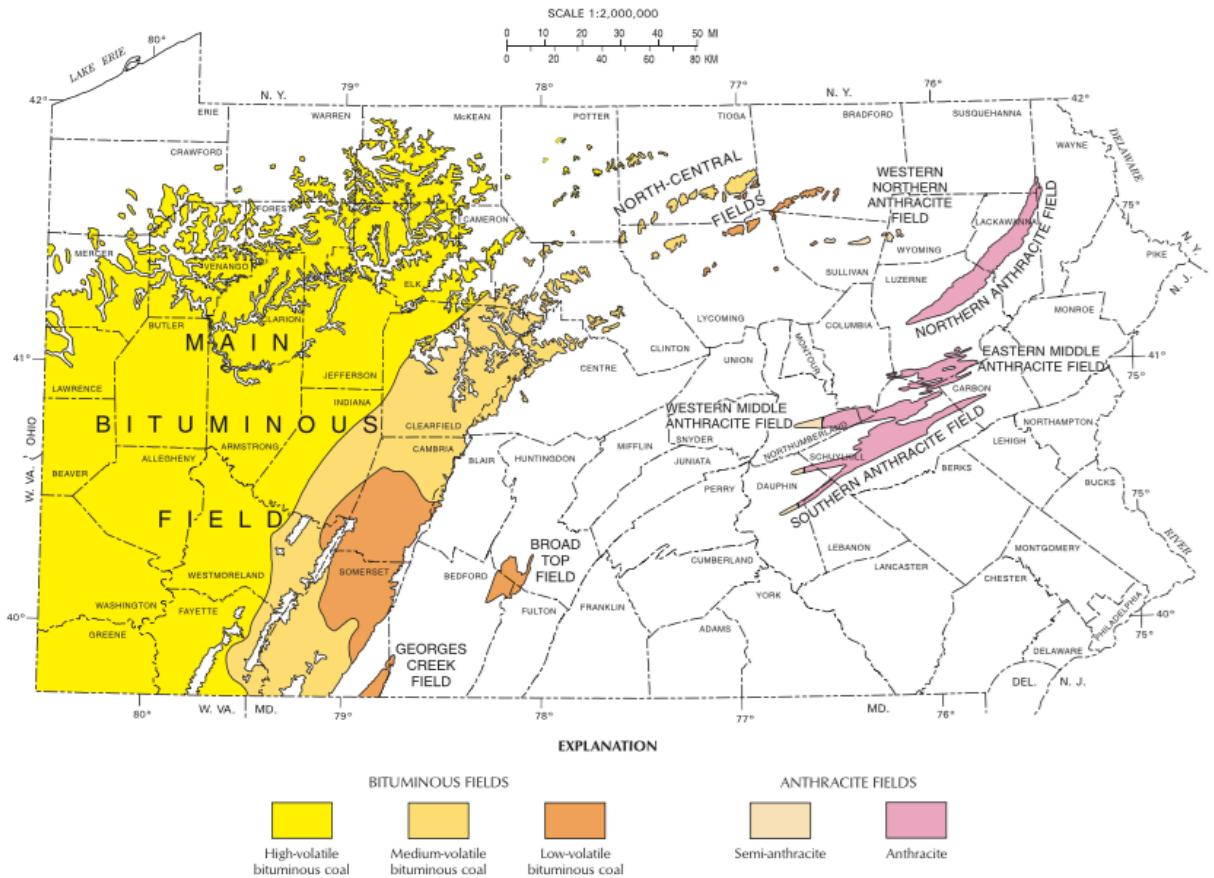 SCALE 1:2,000,000
0 10 20 30 40 50 MI
0 20 40 60 80 KM
LAKE ERIE
80°
79°
78°
77°
76°
42°
N. Y.
N. Y.
42°
ERIE
WARREN
McKEAN
POTTER
TIOGA
BRADFORD
SUSQUEHANNA
WAYNE
DELAWARE
CRAWFORD
NORTH-CENTRAL
FIELDS
WESTERN
NORTHERN
ANTHRACITE
FIELD
FOREST
CAMERON
LACKAWANNA
75°
MERCER
VENANGO
ELK
WYOMING
SULLIVAN
LUZERNE
NORTHERN ANTHRACITE FIELD
PIKE
N. Y.
N. J.
BUTLER
CLARION
MAIN
LYCOMING
COLUMBIA
MONROE
41°
JEFFERSON
CLINTON
CENTRE
UNION
MONTOUR
EASTERN MIDDLE
ANTHRACITE FIELD
41°
75°
LAWRENCE
INDIANA
CARBON
BITUMINOUS
CLEARFIELD
WESTERN MIDDLE
ANTHRACITE FIELD
NORTHUMBERLAND
NORTHAMPTON
W. VA. OHIO
ARMSTRONG
ALLEGHENY
CAMBRIA
BLAIR
HUNTINGDON
MIFFLIN
SNYDER
JUNIATA
SCHUYLKILL
LEHIGH
BEAVER
PERRY
DAUPHIN
BERKS
BUCKS
SOUTHERN ANTHRACITE FIELD
75°
FIELD
RIVER
WESTMORELAND
SOMERSET
BEDFORD
BROAD
TOP
FIELD
CUMBERLAND
LEBANON
LANCASTER
MONTGOMERY
CHESTER
WASHINGTON
FAYETTE
FULTON
FRANKLIN
YORK
PHILADELPHIA
40°
40°
75°
GREENE
ADAMS
GEORGES
CREEK
FIELD
DELAWARE
DEL.
N. J.
W. VA.
MD.
MD.
80°
79°
78°
77°
76°
EXPLANATION
BITUMINOUS FIELDS
ANTHRACITE FIELDS
High-volatile
bituminous coal
Medium-volatile
bituminous coal
Low-volatile
bituminous coal
Semi-anthracite
Anthracite